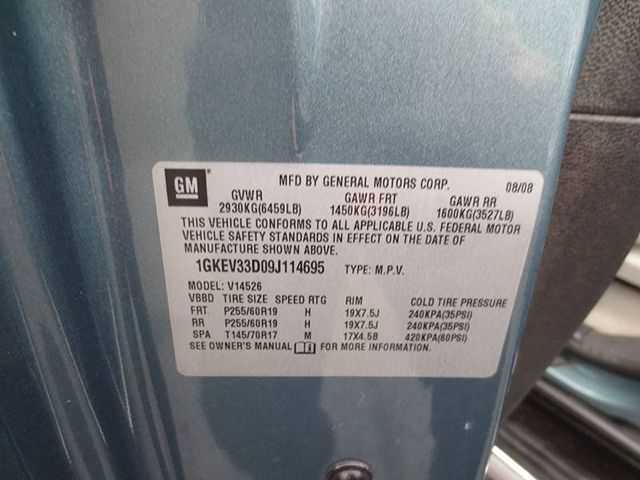 GM
MFD BY GENERAL MOTORS CORP. 08/08
GVWR GAWR FRT GAWR RR
2930KG(6459LB) 1450KG(3196LB) 1600KG(3527LB)
THIS VEHICLE CONFORMS TO ALL APPLICABLE U.S. FEDERAL MOTOR
VEHICLE SAFETY STANDARDS IN EFFECT ON THE DATE OF
MANUFACTURE SHOWN ABOVE.
1GKEV33D09J114695 TYPE: M.P.V.
MODEL: V14526
VBBD TIRE SIZE SPEED RTG RIM COLD TIRE PRESSURE
FRT P255/60R19 H 19X7.5J 240KPA(35PSI)
RR P255/60R19 H 19X7.5J 240KPA(35PSI)
SPA T145/70R17 M 17X4.5B 420KPA(60PSI)
SEE OWNER'S MANUAL FOR MORE INFORMATION.